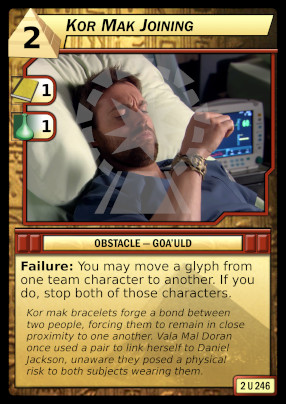 2
KOR MAK JOINING
1
1
OBSTACLE — GOA'ULD
Failure: You may move a glyph from
one team character to another. If you
do, stop both of those characters.
Kor mak bracelets forge a bond between
two people, forcing them to remain in close
proximity to one another. Vala Mal Doran
once used a pair to link herself to Daniel
Jackson, unaware they posed a physical
risk to both subjects wearing them.
2 U 246